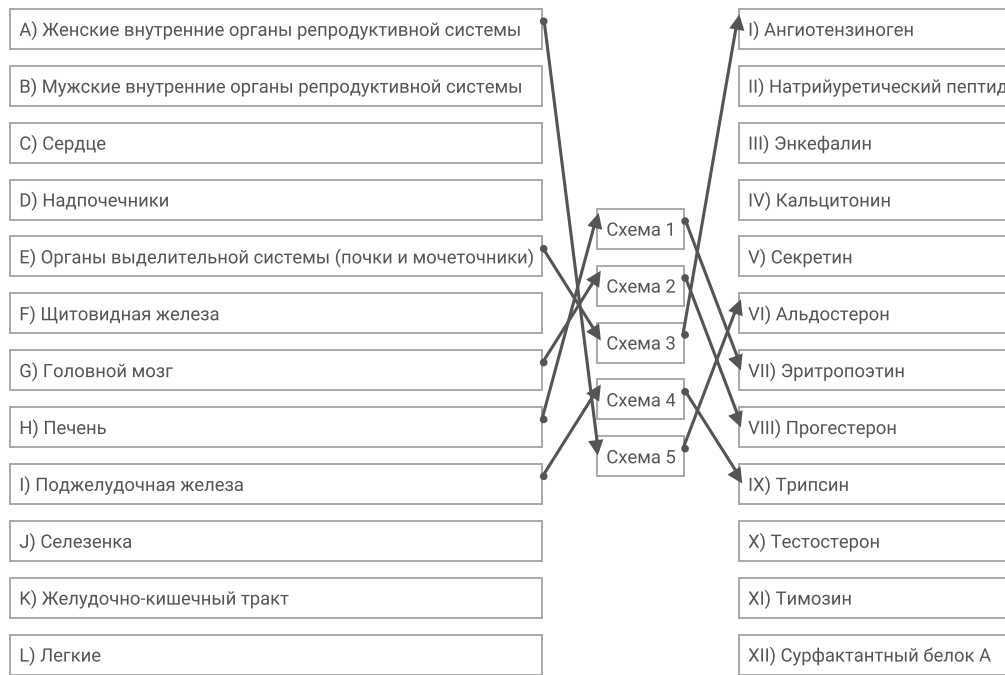 A) Женские внутренние органы репродуктивной системы
B) Мужские внутренние органы репродуктивной системы
C) Сердце
D) Надпочечники
E) Органы выделительной системы (почки и мочеточники)
F) Щитовидная железа
G) Головной мозг
H) Печень
I) Поджелудочная железа
J) Селезенка
K) Желудочно-кишечный тракт
L) Легкие
Схема 1
Схема 2
Схема 3
Схема 4
Схема 5
I) Ангиотензиноген
II) Натрийуретический пептид
III) Энкефалин
IV) Кальцитонин
V) Секретин
VI) Альдостерон
VII) Эритропоэтин
VIII) Прогестерон
IX) Трипсин
X) Тестостерон
XI) Тимозин
XII) Сурфактантный белок А